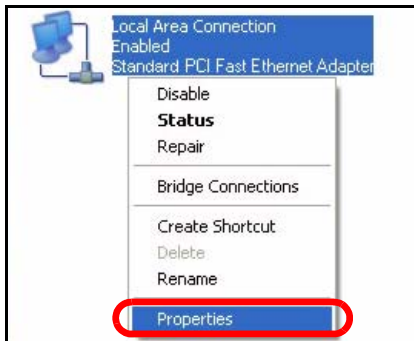 Local Area Connection
Enabled
Standard PCI Fast Ethernet Adapter
Disable
Status
Repair
Bridge Connections
Create Shortcut
Delete
Rename
Properties